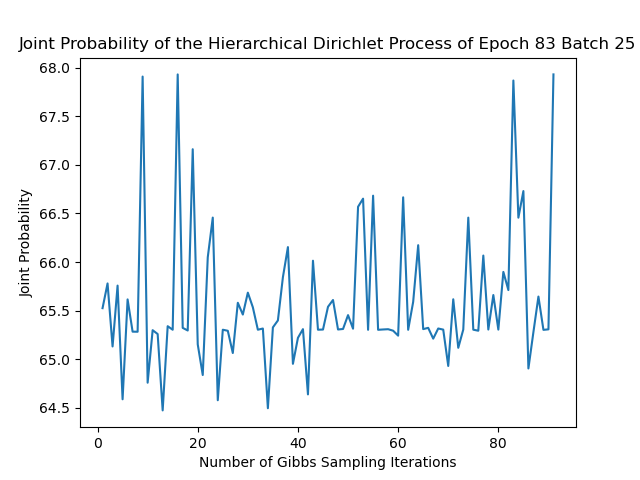 Joint Probability of the Hierarchical Dirichlet Process of Epoch 83 Batch 25
68.0
67.5
67.0
66.5
66.0
65.5
65.0
64.5
Joint Probability
0 20 40 60 80
Number of Gibbs Sampling Iterations